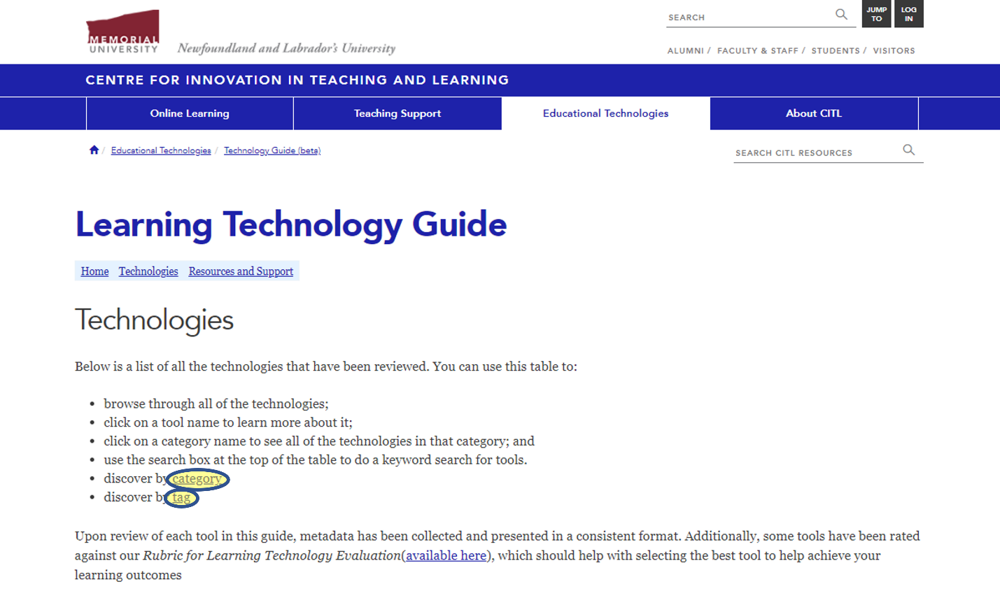 MEMORIAL
UNIVERSITY
Newfoundland and Labrador's University
SEARCH
JUMP TO
LOG IN
ALUMNI / FACULTY & STAFF / STUDENTS / VISITORS
CENTRE FOR INNOVATION IN TEACHING AND LEARNING
Online Learning
Teaching Support
Educational Technologies
About CITL
/ Educational Technologies / Technology Guide (beta)
SEARCH CITL RESOURCES
Learning Technology Guide
Home Technologies Resources and Support
Technologies
Below is a list of all the technologies that have been reviewed. You can use this table to:
• browse through all of the technologies;
• click on a tool name to learn more about it;
• click on a category name to see all of the technologies in that category; and
• use the search box at the top of the table to do a keyword search for tools.
• discover by category
• discover by tag
Upon review of each tool in this guide, metadata has been collected and presented in a consistent format. Additionally, some tools have been rated
against our Rubric for Learning Technology Evaluation(available here), which should help with selecting the best tool to help achieve your
learning outcomes